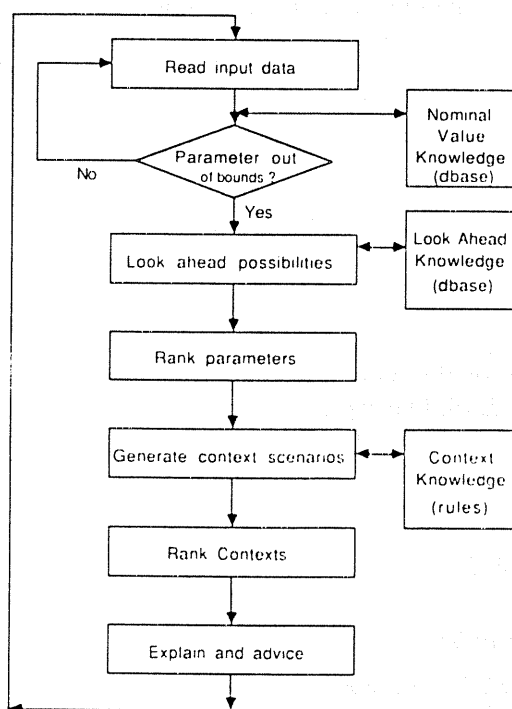 Read input data
Nominal
Value
Knowledge
(dbase)
Parameter out
of bounds ?
No
Yes
Look ahead possibilities
Look Ahead
Knowledge
(dbase)
Rank parameters
Generate context scenarios
Context
Knowledge
(rules)
Rank Contexts
Explain and advice